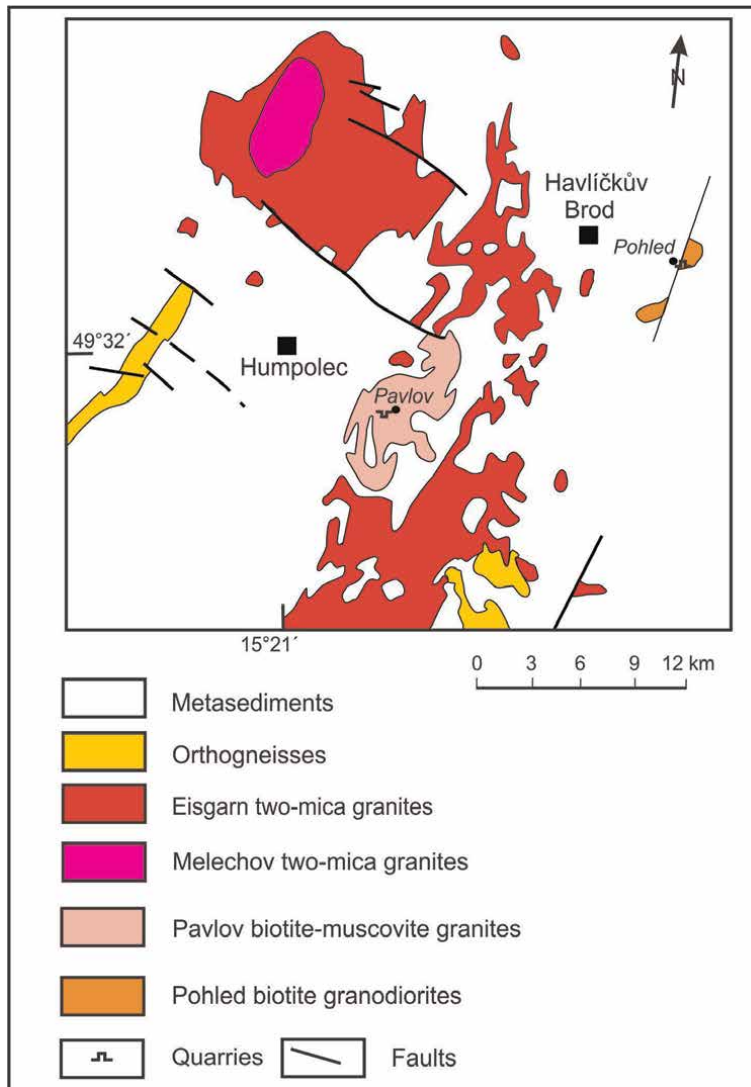 N
Havlíčkův
Brod
Pohled
49°32´
Humpolec
Pavlov
15°21´
0 3 6 9 12 km
Metasediments
Orthogneisses
Eisgarn two-mica granites
Melechov two-mica granites
Pavlov biotite-muscovite granites
Pohled biotite granodiorites
Quarries Faults